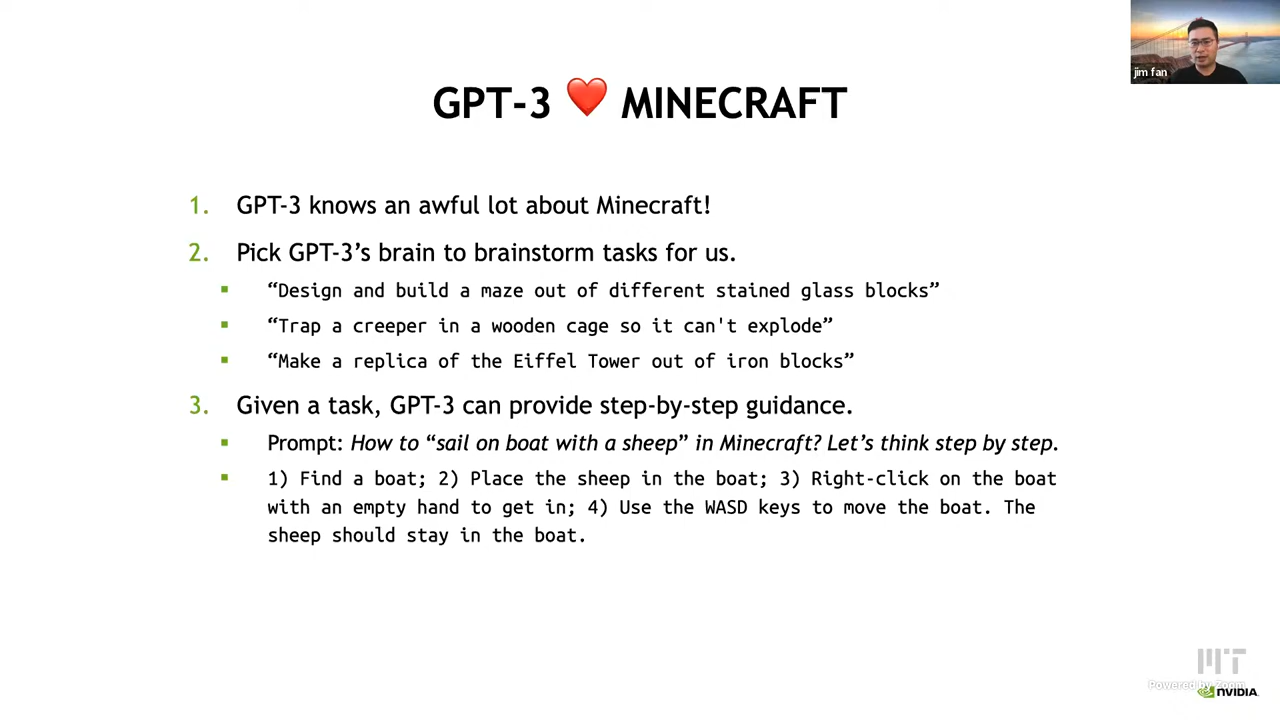 jim fan
GPT-3 ❤️ MINECRAFT
1. GPT-3 knows an awful lot about Minecraft!
2. Pick GPT-3’s brain to brainstorm tasks for us.
▪ “Design and build a maze out of different stained glass blocks”
▪ “Trap a creeper in a wooden cage so it can't explode”
▪ “Make a replica of the Eiffel Tower out of iron blocks”
3. Given a task, GPT-3 can provide step-by-step guidance.
▪ Prompt: How to “sail on boat with a sheep” in Minecraft? Let’s think step by step.
▪ 1) Find a boat; 2) Place the sheep in the boat; 3) Right-click on the boat
with an empty hand to get in; 4) Use the WASD keys to move the boat. The
sheep should stay in the boat.
MIT
Powered by Zoom
NVIDIA